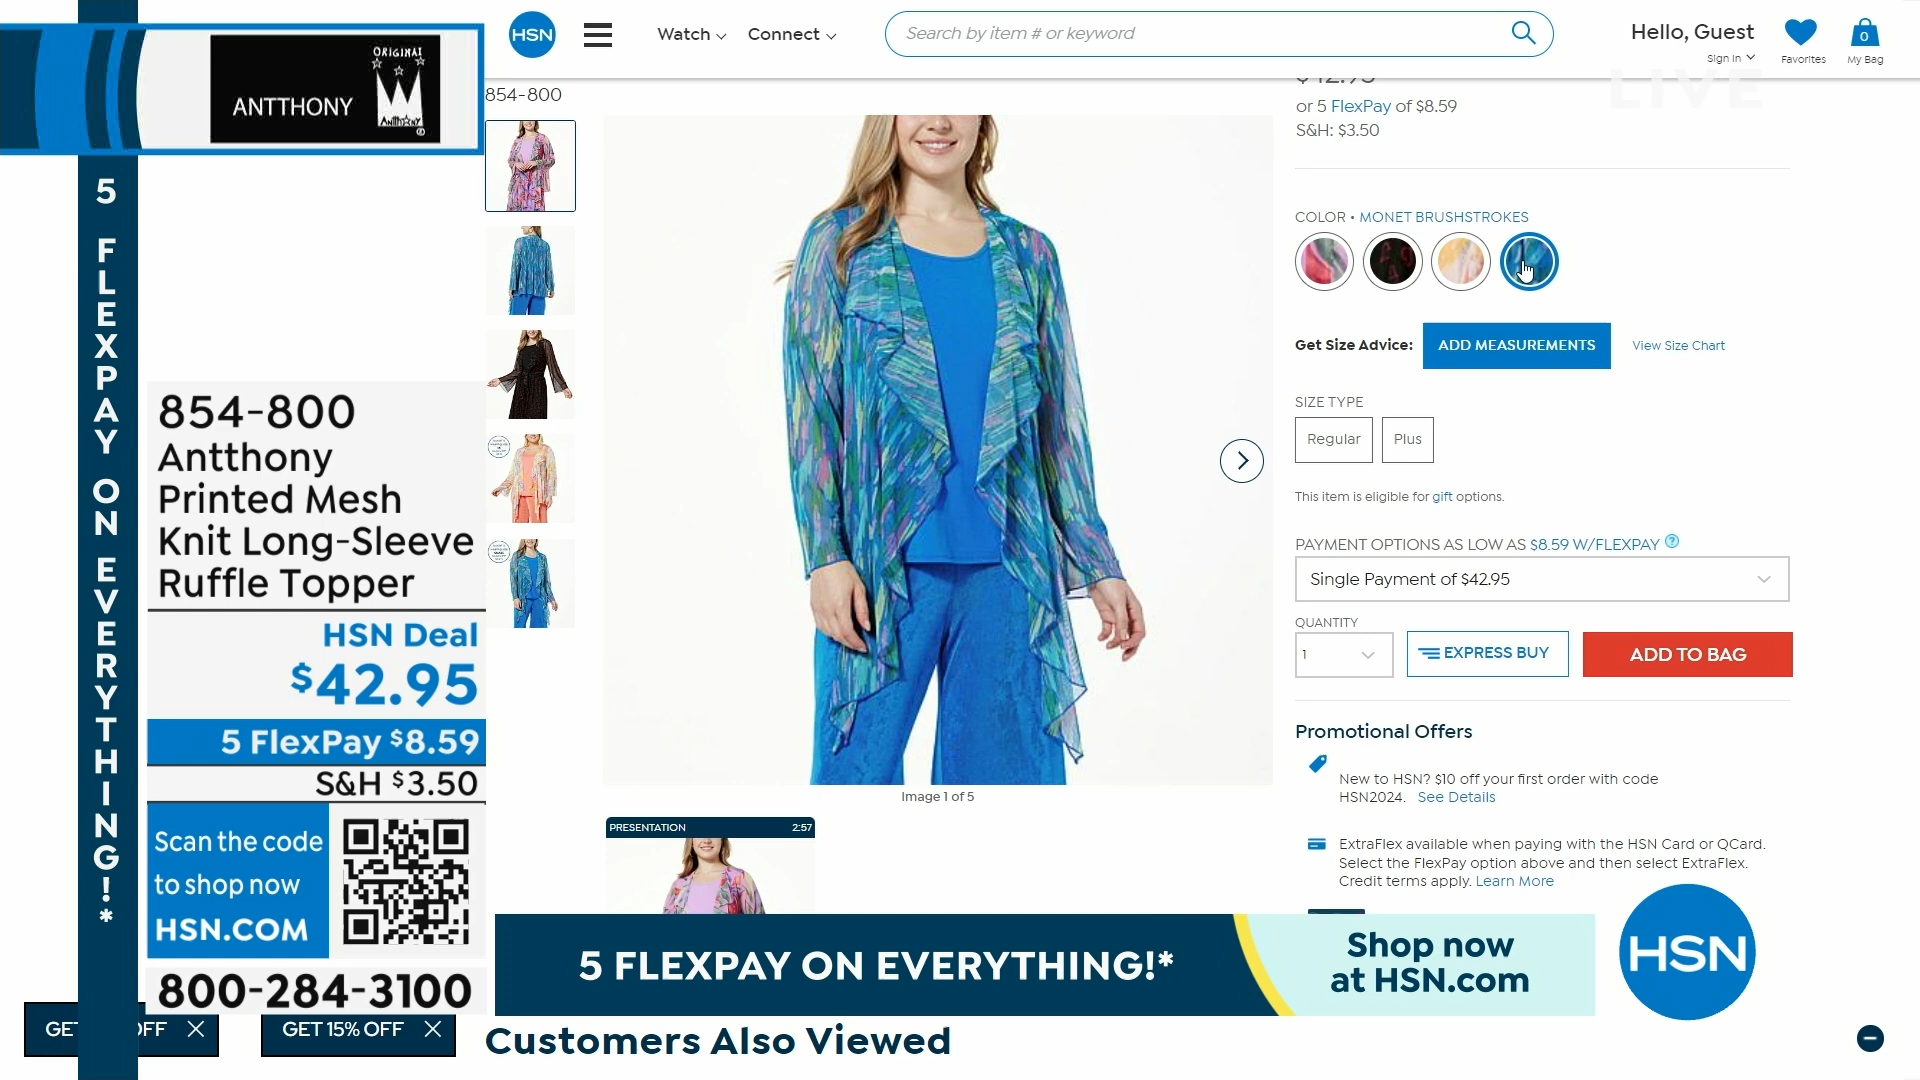 ORIGINAL
ANTTHONY
ANTTHONY
5 FLEXPAY ON EVERYTHING!*
854-800
Antthony
Printed Mesh
Knit Long-Sleeve
Ruffle Topper
HSN Deal
$42.95
5 FlexPay $8.59
S&H $3.50
Scan the code
to shop now
HSN.COM
800-284-3100
GET OFF
GET 15% OFF
HSN
Watch
Connect
Search by item # or keyword
Hello, Guest
Sign In
Favorites
0
My Bag
LIVE
854-800
$42.95
or 5 FlexPay of $8.59
S&H: $3.50
COLOR • MONET BRUSHSTROKES
Get Size Advice:
ADD MEASUREMENTS
View Size Chart
SIZE TYPE
Regular
Plus
This item is eligible for gift options.
PAYMENT OPTIONS AS LOW AS $8.59 W/FLEXPAY ?
Single Payment of $42.95
QUANTITY
1
EXPRESS BUY
ADD TO BAG
Promotional Offers
New to HSN? $10 off your first order with code
HSN2024. See Details
ExtraFlex available when paying with the HSN Card or QCard.
Select the FlexPay option above and then select ExtraFlex.
Credit terms apply. Learn More
Image 1 of 5
PRESENTATION
2:57
5 FLEXPAY ON EVERYTHING!*
Shop now
at HSN.com
HSN
Customers Also Viewed